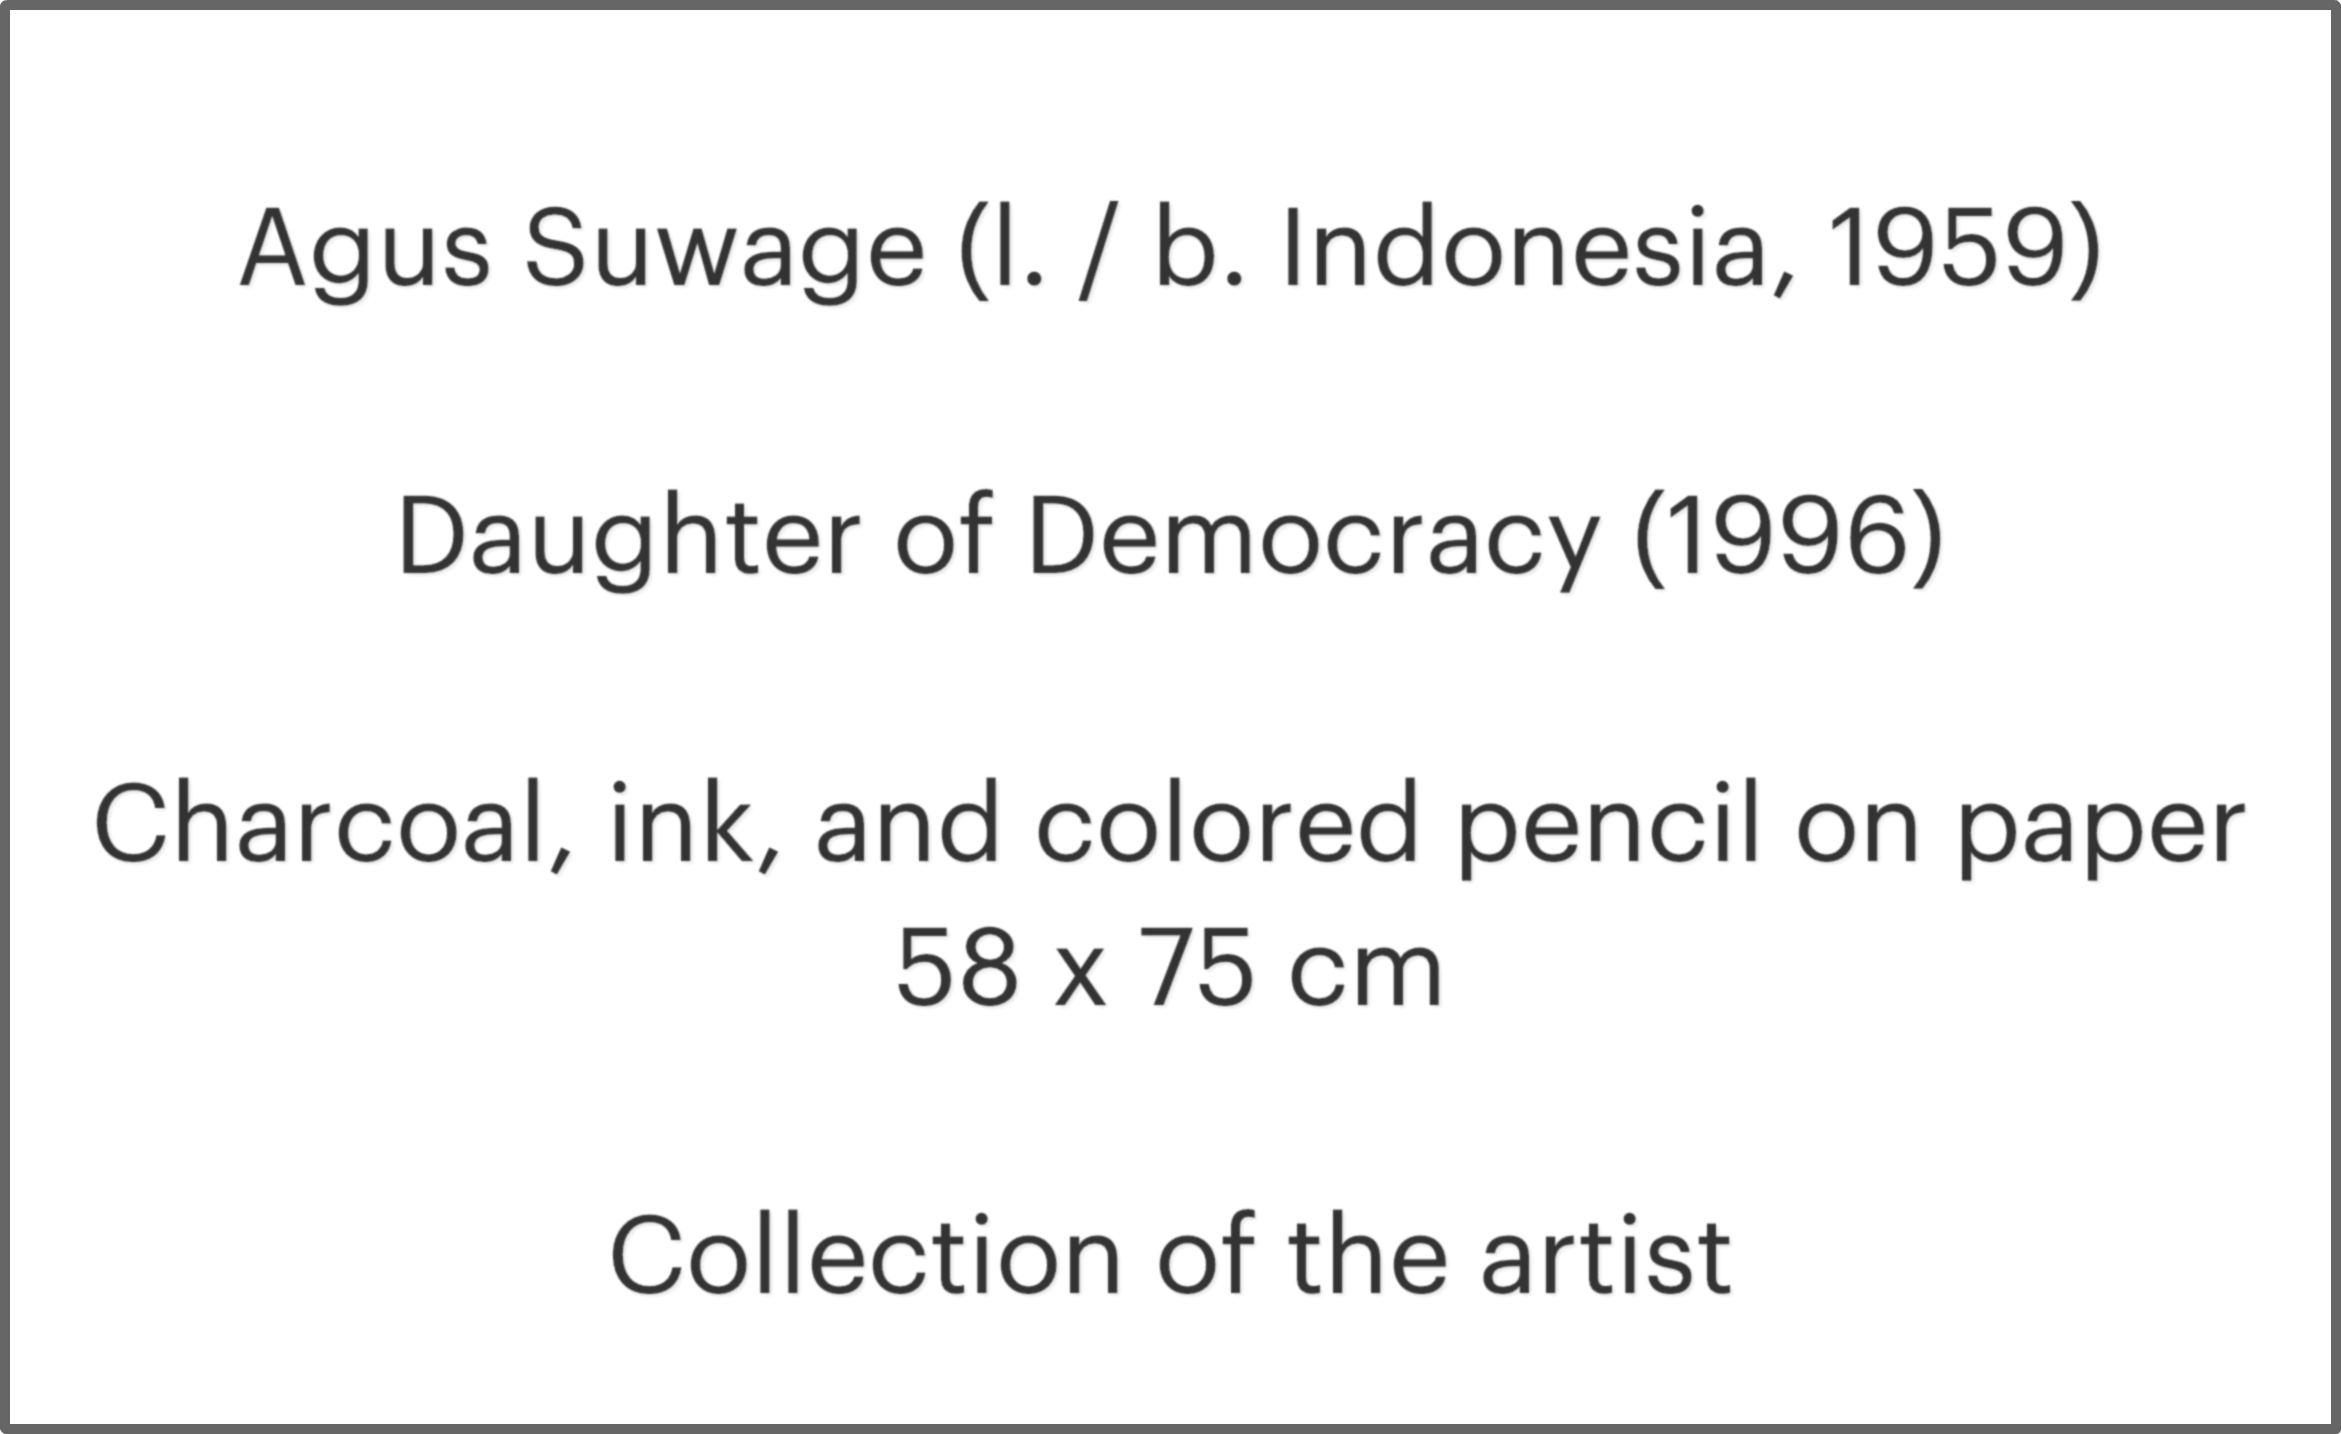 Agus Suwage (l. / b. Indonesia, 1959)
Daughter of Democracy (1996)
Charcoal, ink, and colored pencil on paper
58 x 75 cm
Collection of the artist